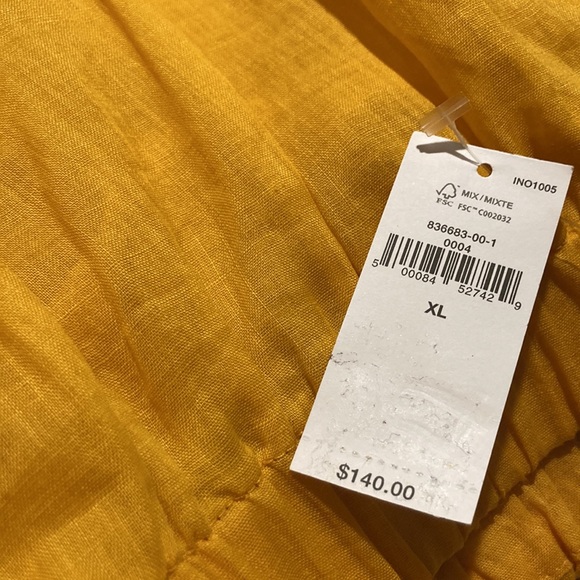 INO1005
MIX / MIXTE
FSC FSC™ C002032
836683-00-1
0004
5 00084 52742 9
XL
$140.00